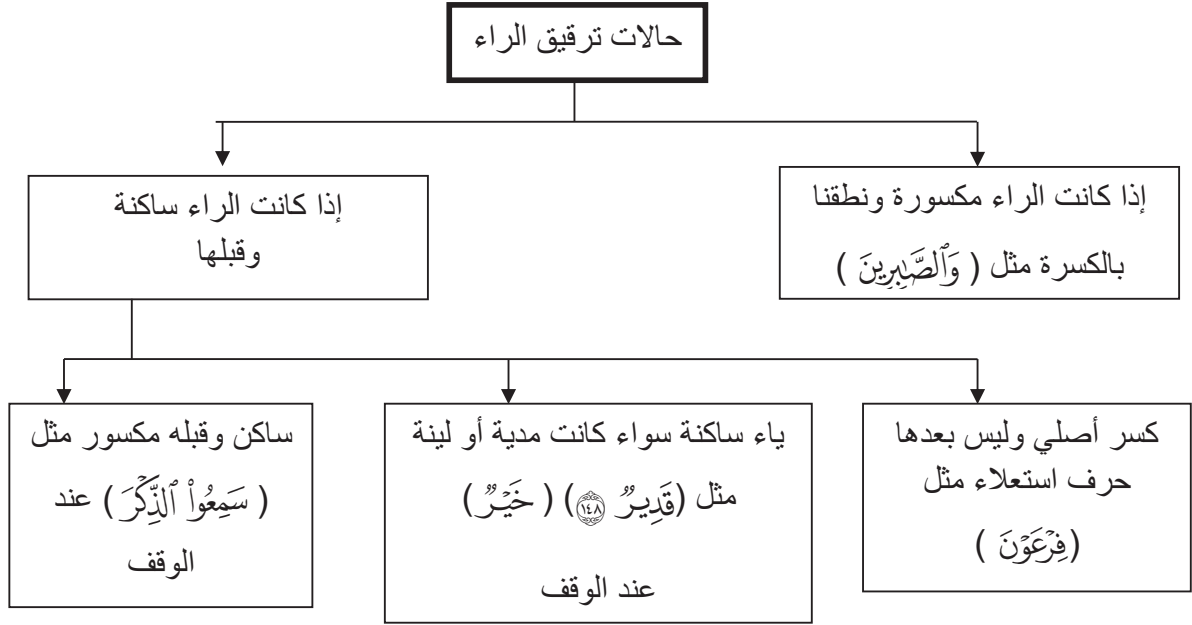 حالات ترقيق الراء
إذا كانت الراء مكسورة ونطقنا
بالكسرة مثل ( وَٱلصَّـٰبِرِينَ )
إذا كانت الراء ساكنة
وقبلها
كسر أصلي وليس بعدها
حرف استعلاء مثل
(فِرْعَوْنَ )
ياء ساكنة سواء كانت مدية أو لينة
مثل (قَدِيرٌ ١٤٨) ( خَيْرٌ)
عند الوقف
ساكن وقبله مكسور مثل
( سَمِعُوا۟ ٱلذِّكْرَ ) عند
الوقف